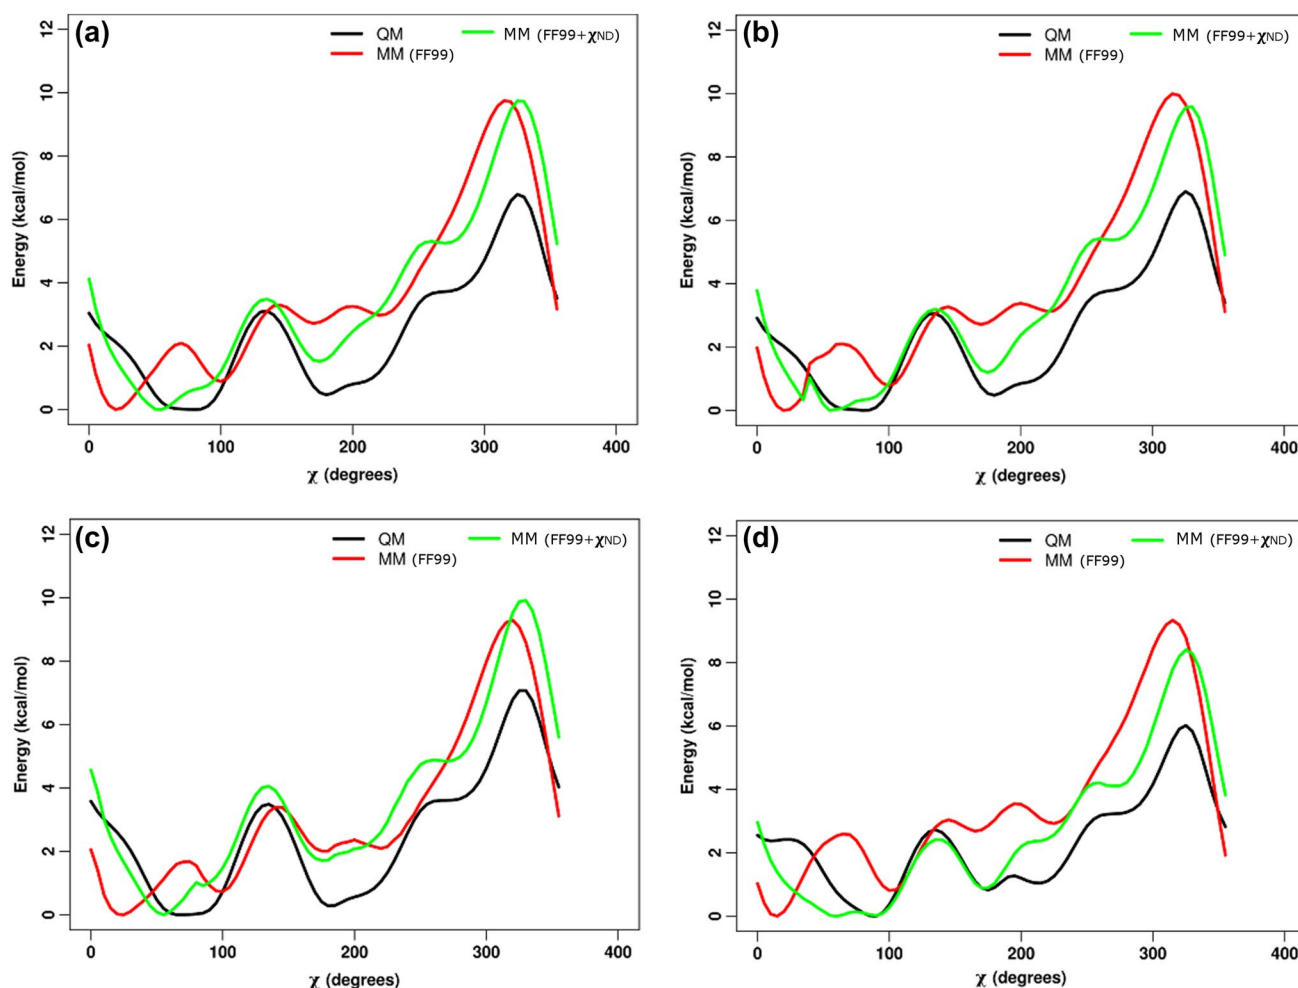 (a)
QM
MM (FF99+χND)
MM (FF99)
Energy (kcal/mol)
12
10
8
6
4
2
0
0 100 200 300 400
χ (degrees)
(b)
QM
MM (FF99+χND)
MM (FF99)
Energy (kcal/mol)
12
10
8
6
4
2
0
0 100 200 300 400
χ (degrees)
(c)
QM
MM (FF99+χND)
MM (FF99)
Energy (kcal/mol)
12
10
8
6
4
2
0
0 100 200 300 400
χ (degrees)
(d)
QM
MM (FF99+χND)
MM (FF99)
Energy (kcal/mol)
12
10
8
6
4
2
0
0 100 200 300 400
χ (degrees)